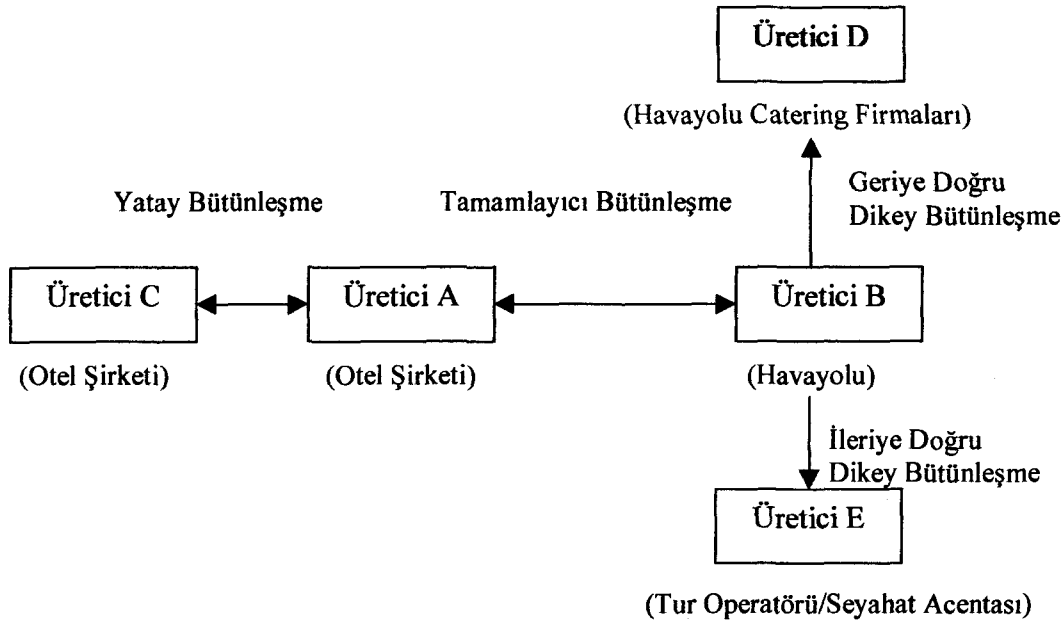 Üretici D
(Havayolu Catering Firmaları)
Yatay Bütünleşme
Tamamlayıcı Bütünleşme
Geriye Doğru
Dikey Bütünleşme
Üretici C
Üretici A
Üretici B
(Otel Şirketi)
(Otel Şirketi)
(Havayolu)
İleriye Doğru
Dikey Bütünleşme
Üretici E
(Tur Operatörü/Seyahat Acentası)